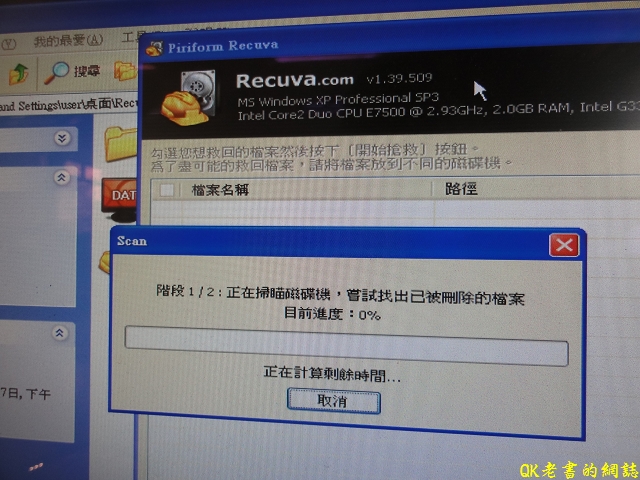 (Y) 我的最愛(A) 工
搜尋
and Settings\user\桌面\Recu
DAT
7日, 下午
Piriform Recuva
Recuva.com v1.39.509
MS Windows XP Professional SP3
Intel Core2 Duo CPU E7500 @ 2.93GHz, 2.0GB RAM, Intel G33
勾選您想救回的檔案然後按下〔開始搶救〕按鈕。
為了盡可能的救回檔案，請將檔案放到不同的磁碟機。
檔案名稱 路徑
Scan
階段 1/2 : 正在掃瞄磁碟機，嘗試找出已被刪除的檔案
目前進度：0%
正在計算剩餘時間...
取消
QK老書的網誌